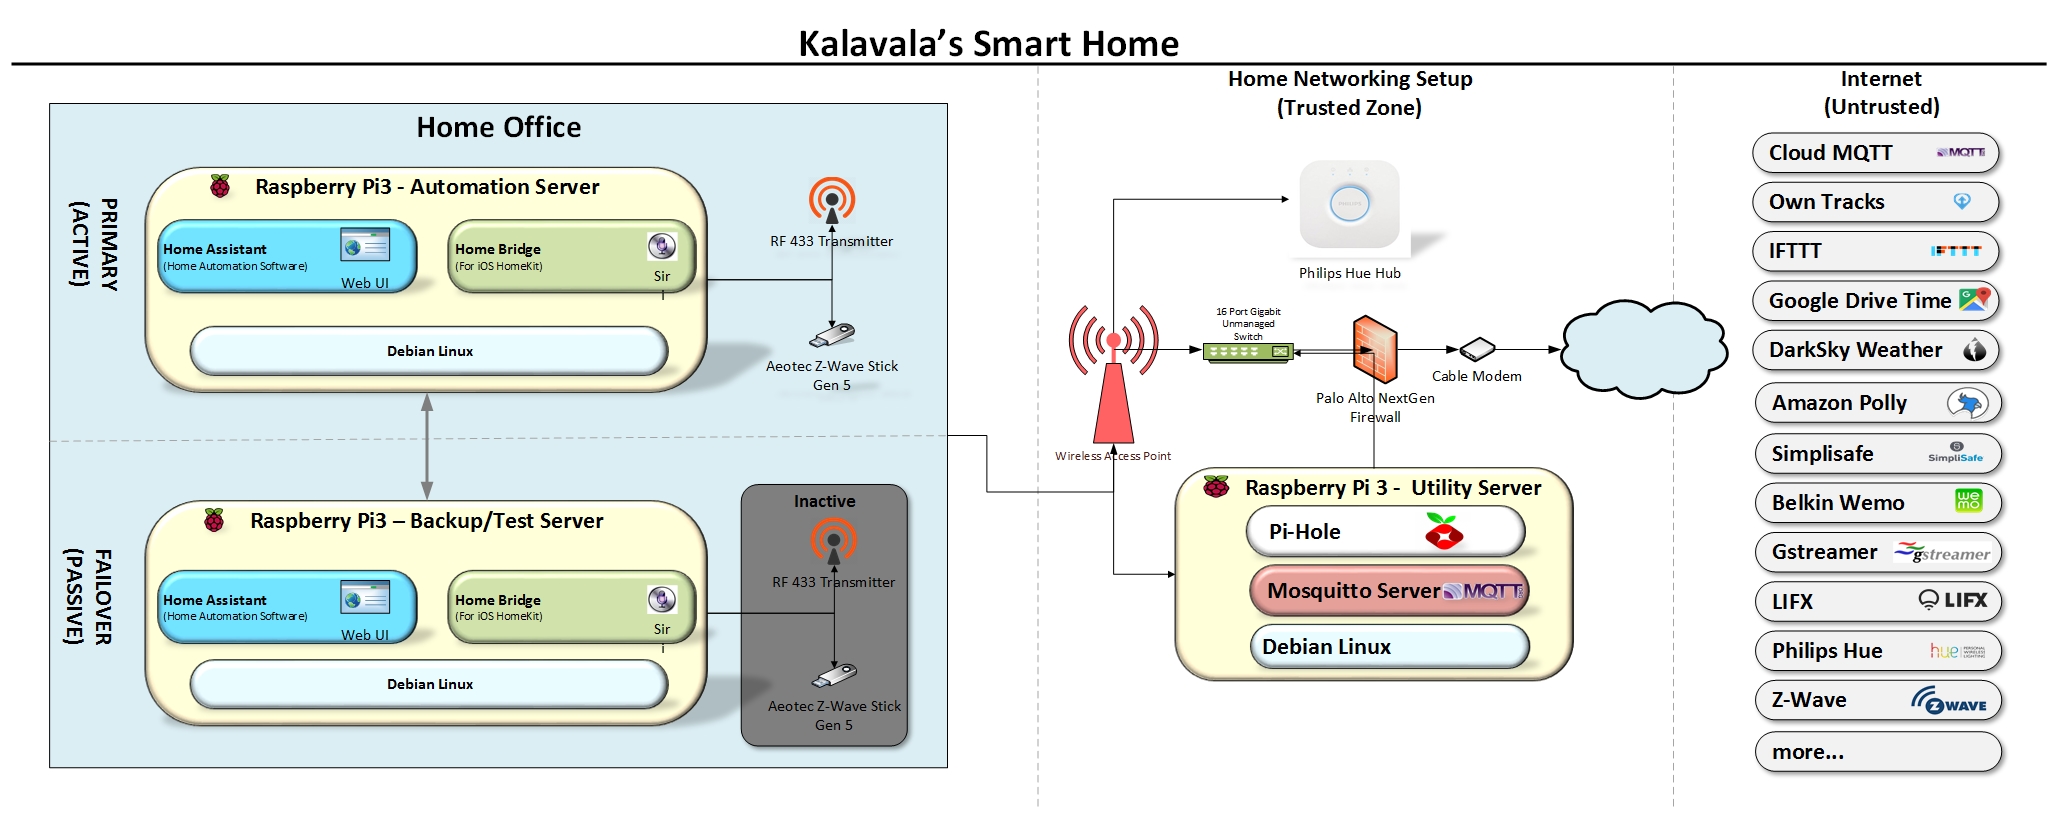 Kalavala's Smart Home
Home Office
PRIMARY
(ACTIVE)
Raspberry Pi3 - Automation Server
Home Assistant
(Home Automation Software)
Web UI
Home Bridge
(For iOS HomeKit)
Sir
i
Debian Linux
RF 433 Transmitter
Aeotec Z-Wave Stick
Gen 5
FAILOVER
(PASSIVE)
Raspberry Pi3 – Backup/Test Server
Home Assistant
(Home Automation Software)
Web UI
Home Bridge
(For iOS HomeKit)
Sir
i
Debian Linux
Inactive
RF 433 Transmitter
Aeotec Z-Wave Stick
Gen 5
Home Networking Setup
(Trusted Zone)
PHILIPS
Philips Hue Hub
16 Port Gigabit
Unmanaged
Switch
Wireless Access Point
Palo Alto NextGen
Firewall
Cable Modem
Raspberry Pi 3 - Utility Server
Pi-Hole
Mosquitto Server
MQTT
Debian Linux
Internet
(Untrusted)
Cloud MQTT
MQTT
Own Tracks
IFTTT
IFTTT
Google Drive Time
DarkSky Weather
Amazon Polly
Simplisafe
SimpliSafe
Belkin Wemo
we
mo
Gstreamer
gstreamer
LIFX
LIFX
Philips Hue
hue
PERSONAL
WIRELESS
LIGHTING
Z-Wave
Z WAVE
more...